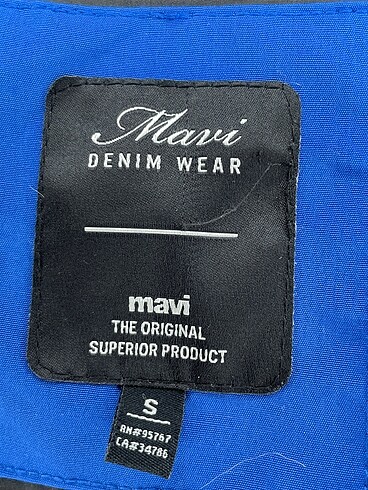 Mavi
DENIM WEAR
mavi
THE ORIGINAL
SUPERIOR PRODUCT
S
RN#95767
CA#34786